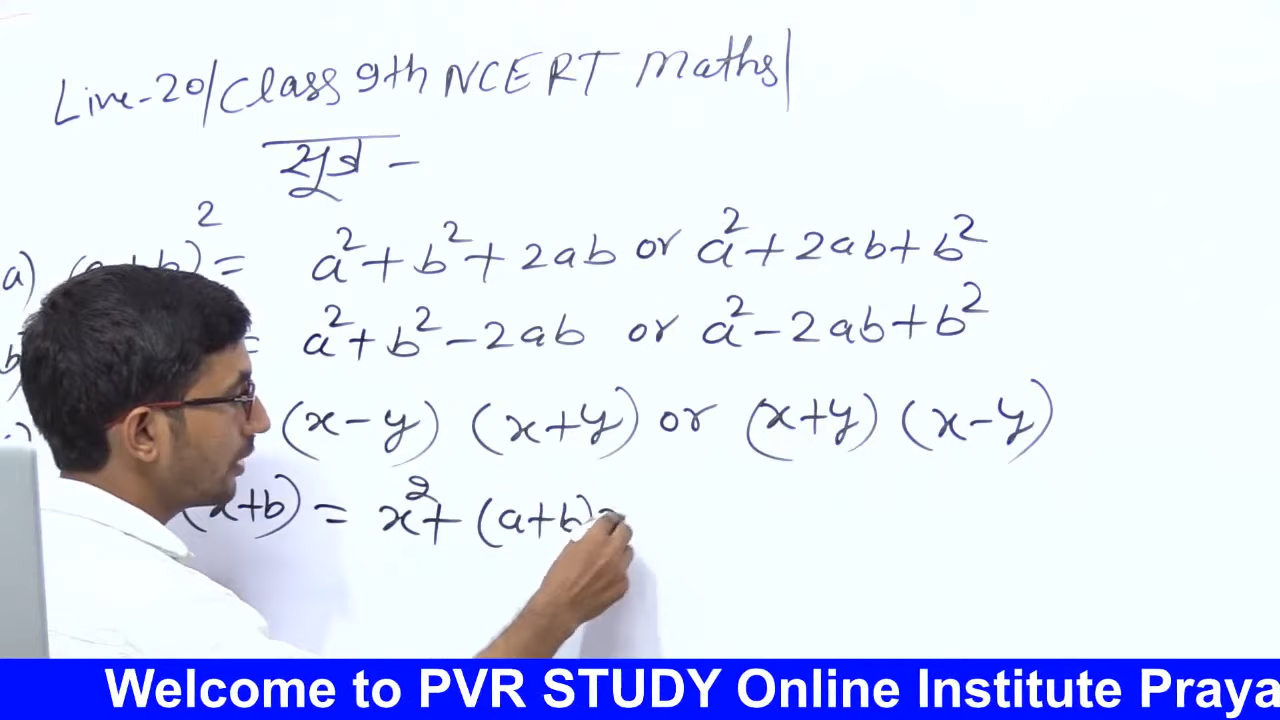 Live-20/Class 9th NCERT Maths/
सूत्र -
a) (a+b)² = a² + b² + 2ab or a² + 2ab + b²
b = a² + b² - 2ab or a² - 2ab + b²
(x-y) (x+y) or (x+y) (x-y)
(x+b) = x² + (a+b)
Welcome to PVR STUDY Online Institute Praya